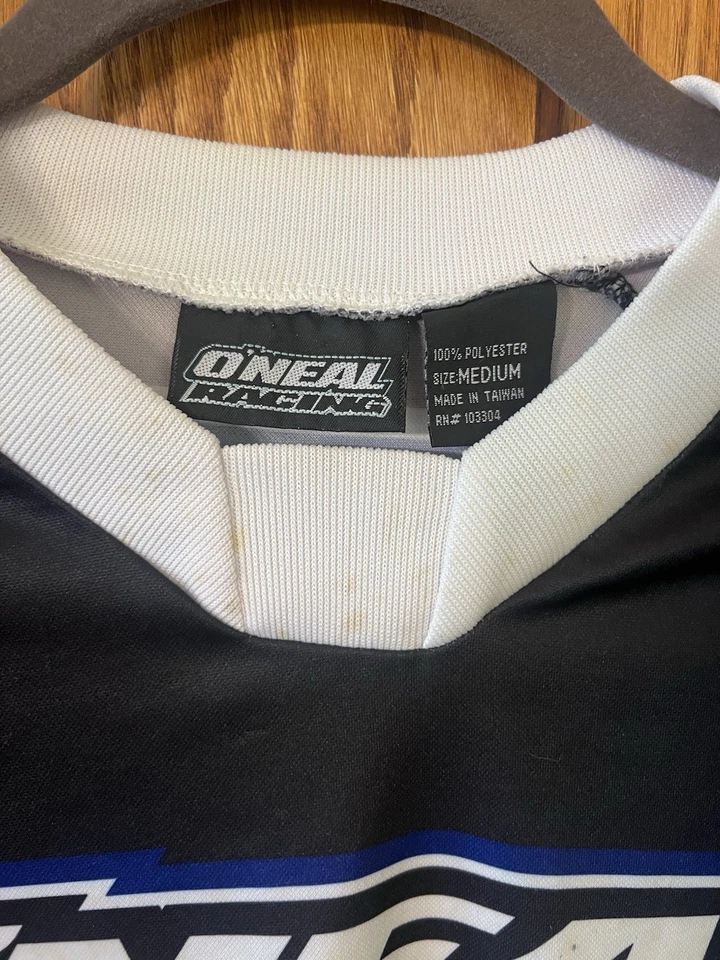 O'NEAL
RACING
100% POLYESTER
SIZE:MEDIUM
MADE IN TAIWAN
RN# 103304